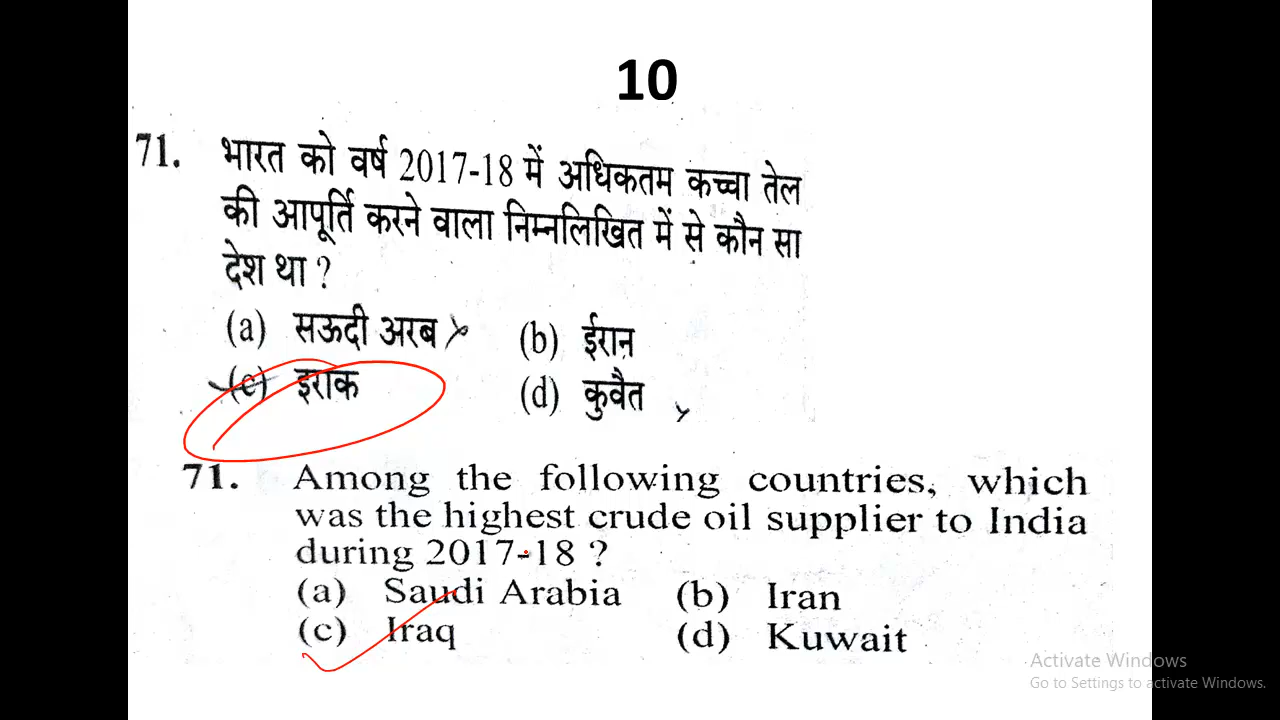 10
71. भारत को वर्ष 2017-18 में अधिकतम कच्चा तेल
की आपूर्ति करने वाला निम्नलिखित में से कौन सा
देश था ?
(a) सऊदी अरब (b) ईरान
(c) इराक (d) कुवैत
71. Among the following countries, which
was the highest crude oil supplier to India
during 2017-18 ?
(a) Saudi Arabia (b) Iran
(c) Iraq (d) Kuwait
Activate Windows
Go to Settings to activate Windows.